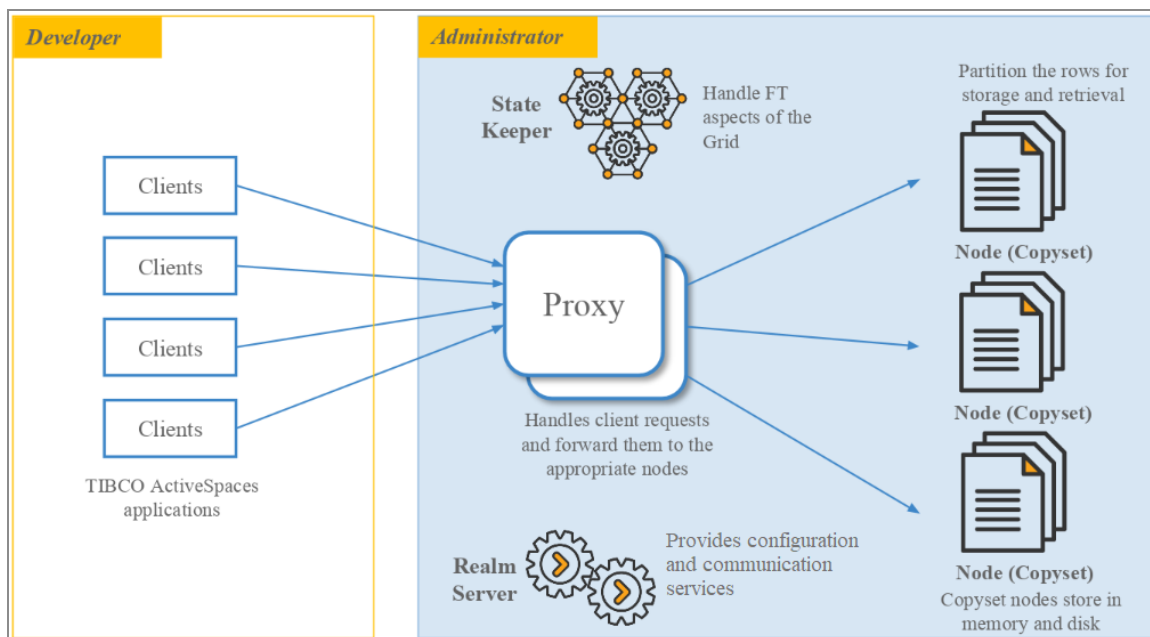 Developer
Clients
Clients
Clients
Clients
TIBCO ActiveSpaces
applications
Administrator
State
Keeper
Handle FT
aspects of the
Grid
Proxy
Handles client requests
and forward them to the
appropriate nodes
Realm
Server
Provides configuration
and communication
services
Partition the rows for
storage and retrieval
Node (Copyset)
Node (Copyset)
Node (Copyset)
Copyset nodes store in
memory and disk